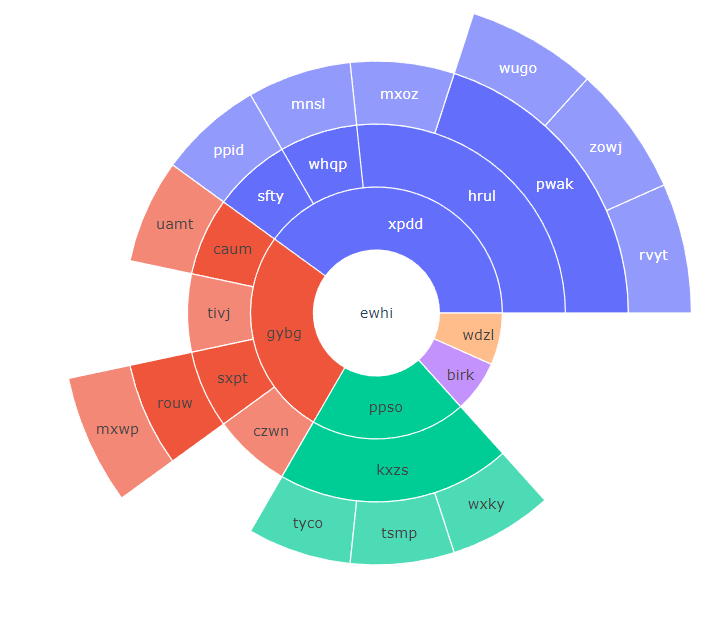 wugo
mxoz
mnsl
zowj
ppid
whqp
pwak
sfty
hrul
uamt
xpdd
caum
rvyt
tivj
ewhi
gybg
wdzl
birk
sxpt
rouw
ppso
mxwp
czwn
kxzs
wxky
tyco
tsmp